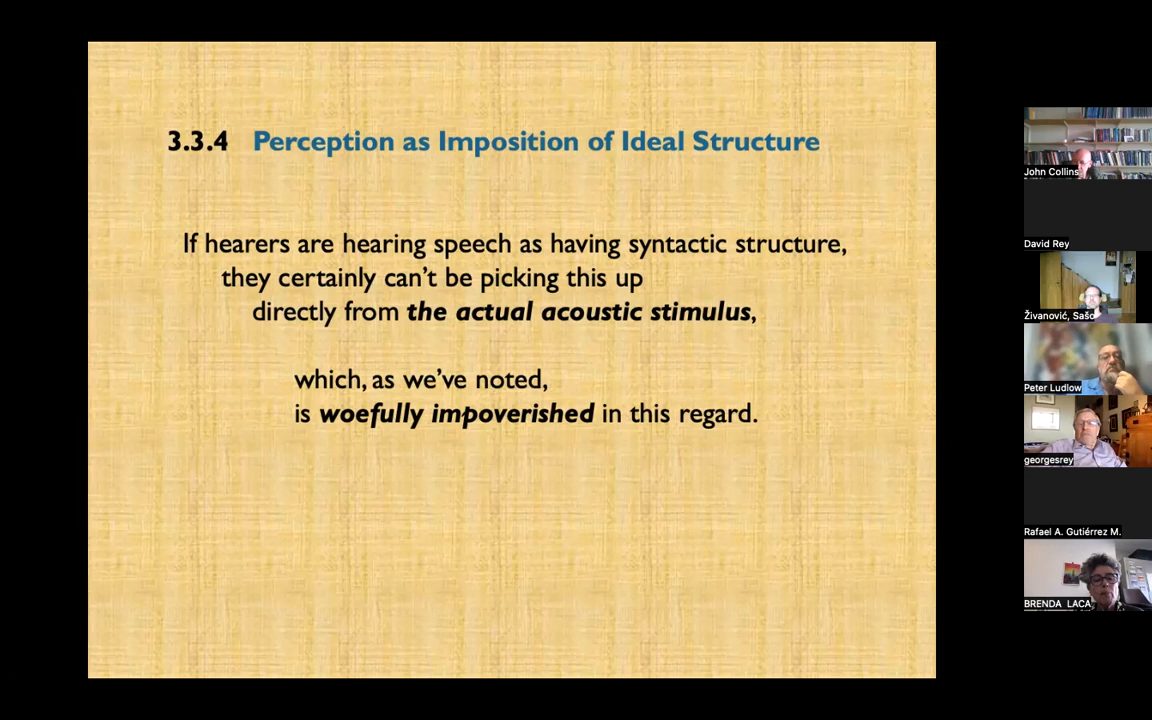 3.3.4 Perception as Imposition of Ideal Structure
If hearers are hearing speech as having syntactic structure,
they certainly can’t be picking this up
directly from the actual acoustic stimulus,
which, as we’ve noted,
is woefully impoverished in this regard.
John Collins
David Rey
Živanović, Sašo
Peter Ludlow
georgesrey
Rafael A. Gutiérrez M.
BRENDA LACA